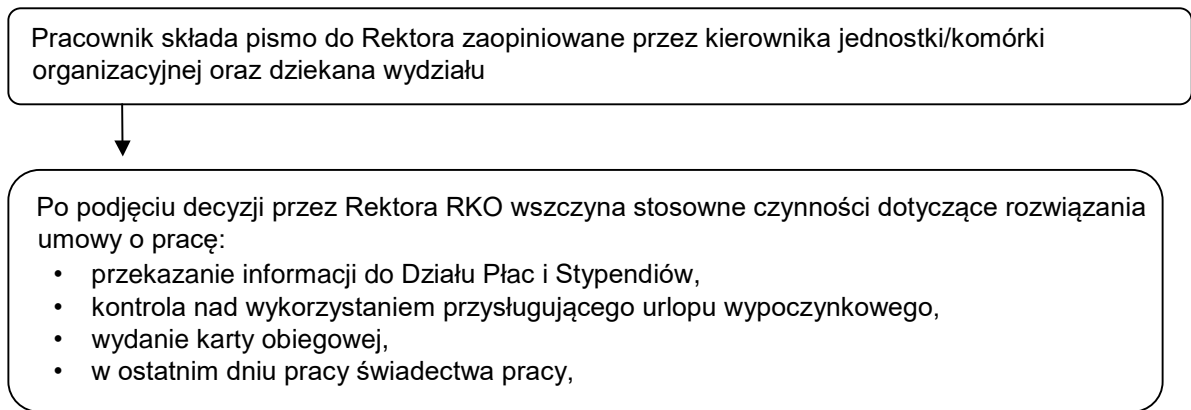 Pracownik składa pismo do Rektora zaopiniowane przez kierownika jednostki/komórki
organizacyjnej oraz dziekana wydziału
Po podjęciu decyzji przez Rektora RKO wszczyna stosowne czynności dotyczące rozwiązania
umowy o pracę:
• przekazanie informacji do Działu Płac i Stypendiów,
• kontrola nad wykorzystaniem przysługującego urlopu wypoczynkowego,
• wydanie karty obiegowej,
• w ostatnim dniu pracy świadectwa pracy,